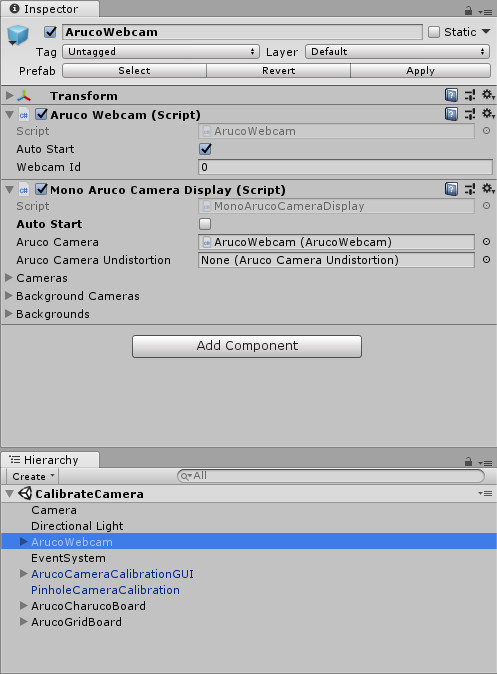 Inspector
ArucoWebcam Static
Tag Untagged Layer Default
Prefab Select Revert Apply
Transform
Aruco Webcam (Script)
Script ArucoWebcam
Auto Start
Webcam Id 0
Mono Aruco Camera Display (Script)
Script MonoArucoCameraDisplay
Auto Start
Aruco Camera ArucoWebcam (ArucoWebcam)
Aruco Camera Undistortion None (Aruco Camera Undistortion)
Cameras
Background Cameras
Backgrounds
Add Component
Hierarchy
Create All
CalibrateCamera
Camera
Directional Light
ArucoWebcam
EventSystem
ArucoCameraCalibrationGUI
PinholeCameraCalibration
ArucoCharucoBoard
ArucoGridBoard